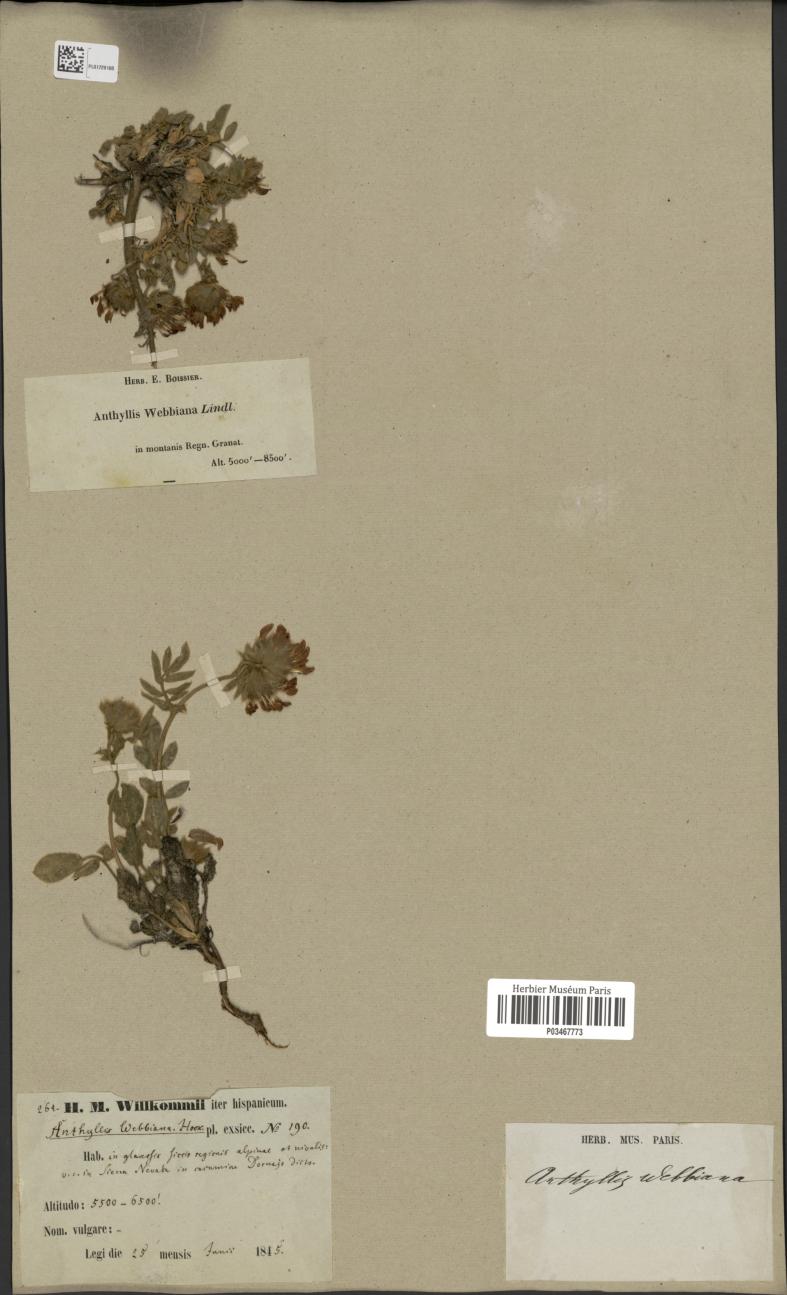 HERB. E. BOISSIER.
Anthyllis Webbiana Lindl.
in montanis Regn. Granat.
Alt. 5000' — 8500'.
Herbier Muséum Paris
P03467773
261. H. M. Willkommii iter hispanicum.
Anthyllis Webbiana. Hook pl. exsicc. № 190.
Hab. in glareosis siccis regionis alpinae et nivalis:
in Sierra Nevada in cacumine Dornajo dicto.
Altitudo: 5500 – 6500'.
Nom. vulgare: –
Legi die 25 mensis Junii 1845.
HERB. MUS. PARIS.
Anthyllis Webbiana